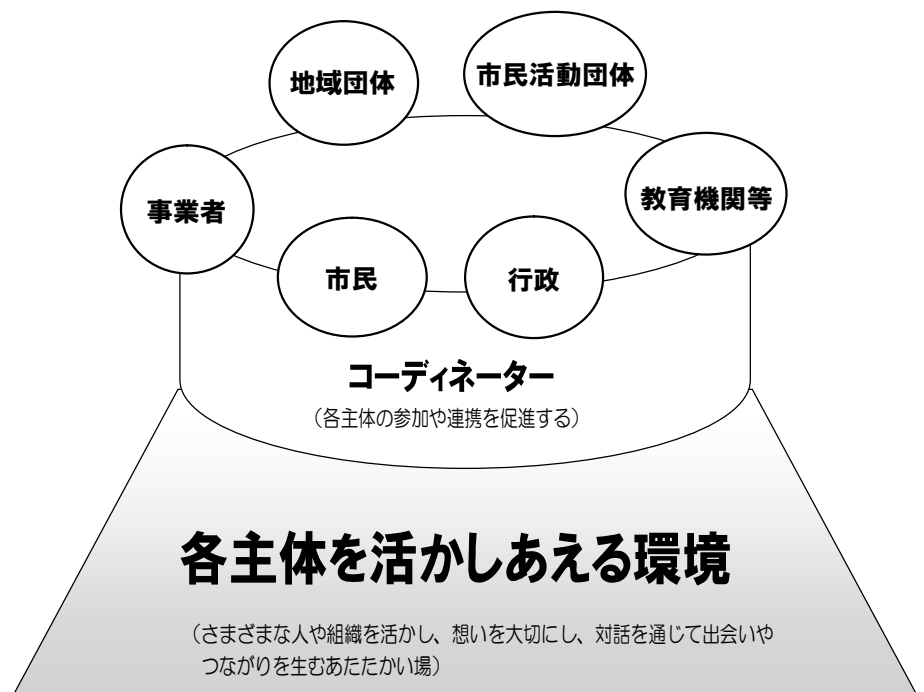 地域団体
市民活動団体
事業者
教育機関等
市民
行政
コーディネーター
（各主体の参加や連携を促進する）
各主体を活かしあえる環境
（さまざまな人や組織を活かし、想いを大切にし、対話を通じて出会いや
つながりを生むあたたかい場）